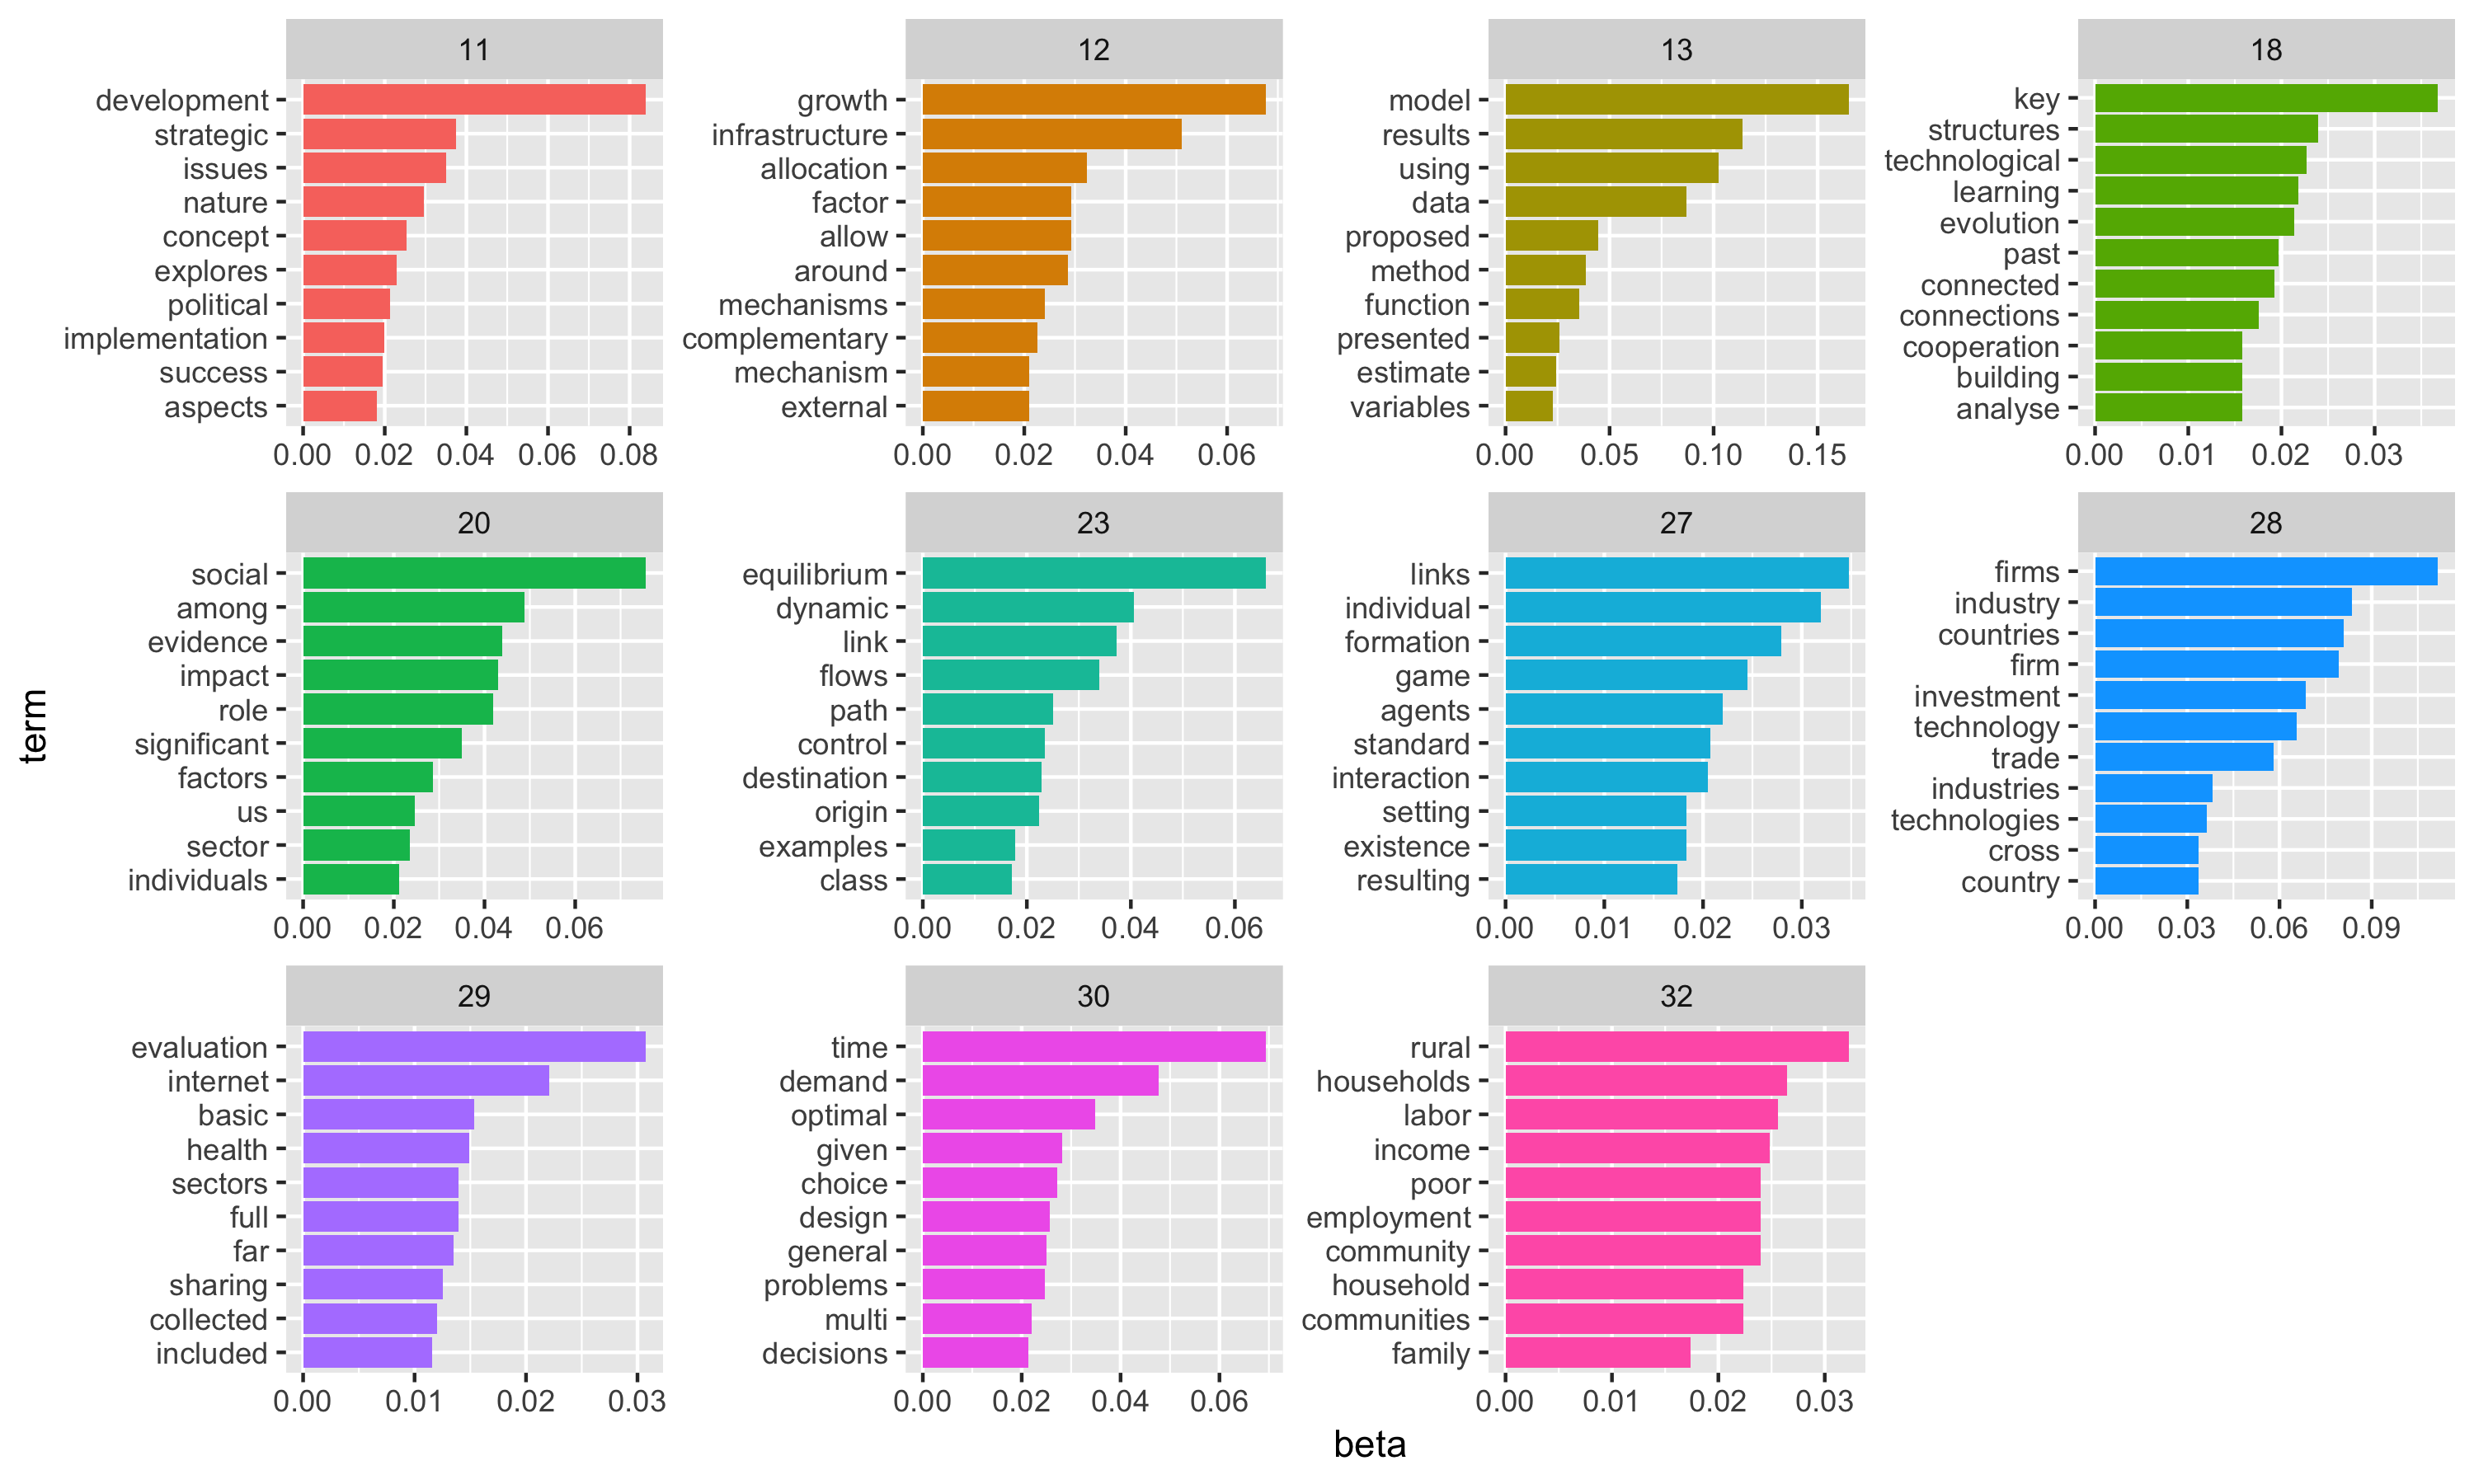 term
11
development
strategic
issues
nature
concept
explores
political
implementation
success
aspects
0.00 0.02 0.04 0.06 0.08
12
growth
infrastructure
allocation
factor
allow
around
mechanisms
complementary
mechanism
external
0.00 0.02 0.04 0.06
13
model
results
using
data
proposed
method
function
presented
estimate
variables
0.00 0.05 0.10 0.15
18
key
structures
technological
learning
evolution
past
connected
connections
cooperation
building
analyse
0.00 0.01 0.02 0.03
20
social
among
evidence
impact
role
significant
factors
us
sector
individuals
0.00 0.02 0.04 0.06
23
equilibrium
dynamic
link
flows
path
control
destination
origin
examples
class
0.00 0.02 0.04 0.06
27
links
individual
formation
game
agents
standard
interaction
setting
existence
resulting
0.00 0.01 0.02 0.03
28
firms
industry
countries
firm
investment
technology
trade
industries
technologies
cross
country
0.00 0.03 0.06 0.09
29
evaluation
internet
basic
health
sectors
full
far
sharing
collected
included
0.00 0.01 0.02 0.03
30
time
demand
optimal
given
choice
design
general
problems
multi
decisions
0.00 0.02 0.04 0.06
32
rural
households
labor
income
poor
employment
community
household
communities
family
0.00 0.01 0.02 0.03
beta